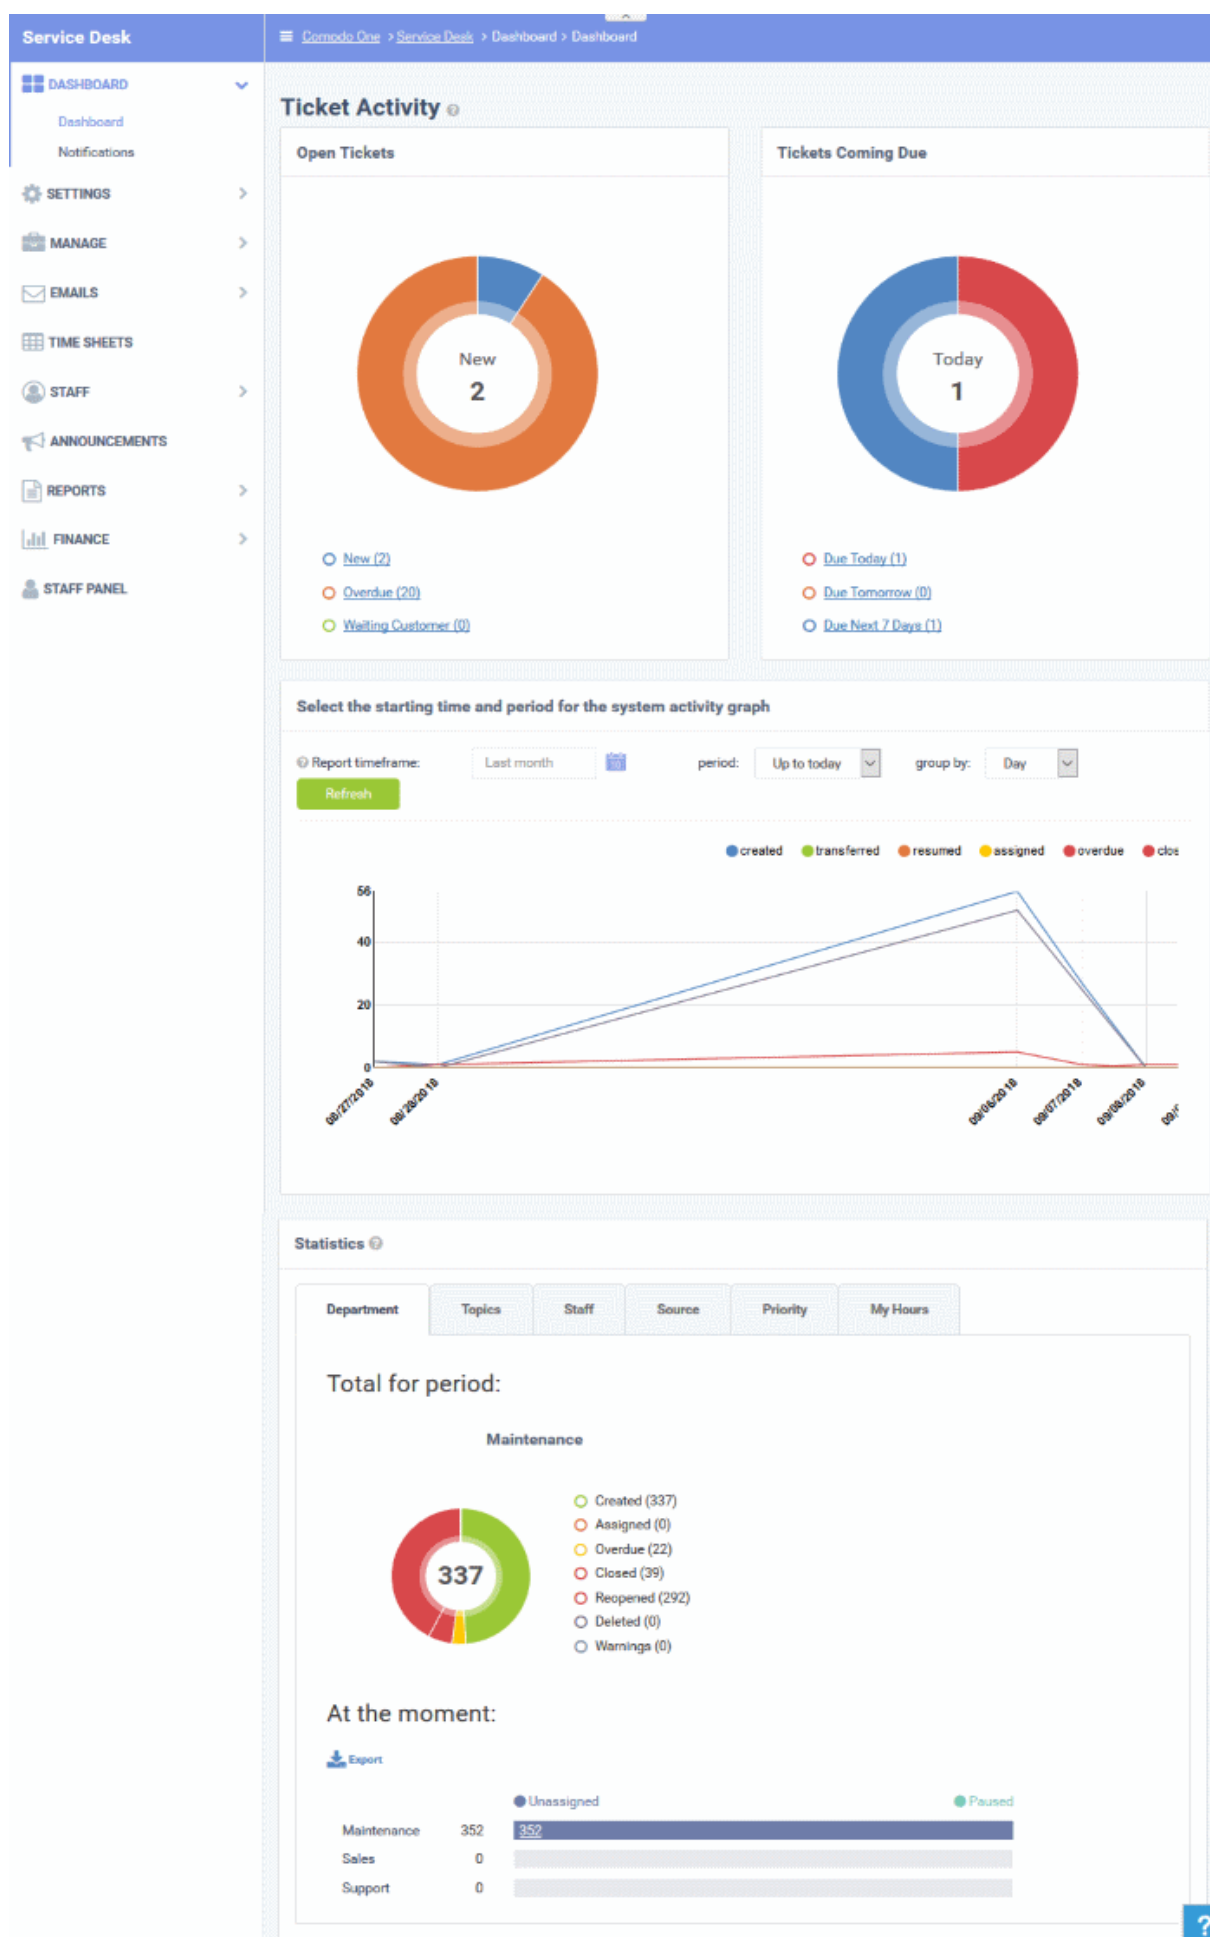 Service Desk
Comodo One > Service Desk > Dashboard > Dashboard
DASHBOARD
Dashboard
Notifications
SETTINGS
MANAGE
EMAILS
TIME SHEETS
STAFF
ANNOUNCEMENTS
REPORTS
FINANCE
STAFF PANEL
Ticket Activity
Open Tickets
New
2
New (2)
Overdue (20)
Waiting Customer (0)
Tickets Coming Due
Today
1
Due Today (1)
Due Tomorrow (0)
Due Next 7 Days (1)
Select the starting time and period for the system activity graph
Report timeframe: Last month period: Up to today group by: Day
Refresh
created transferred resumed assigned overdue clos
56
40
20
0
08/27/2018 08/28/2018 09/06/2018 09/07/2018 09/08/2018 09/
Statistics
Department Topics Staff Source Priority My Hours
Total for period:
Maintenance
337
Created (337)
Assigned (0)
Overdue (22)
Closed (39)
Reopened (292)
Deleted (0)
Warnings (0)
At the moment:
Export
Unassigned Paused
Maintenance 352 352
Sales 0
Support 0
?